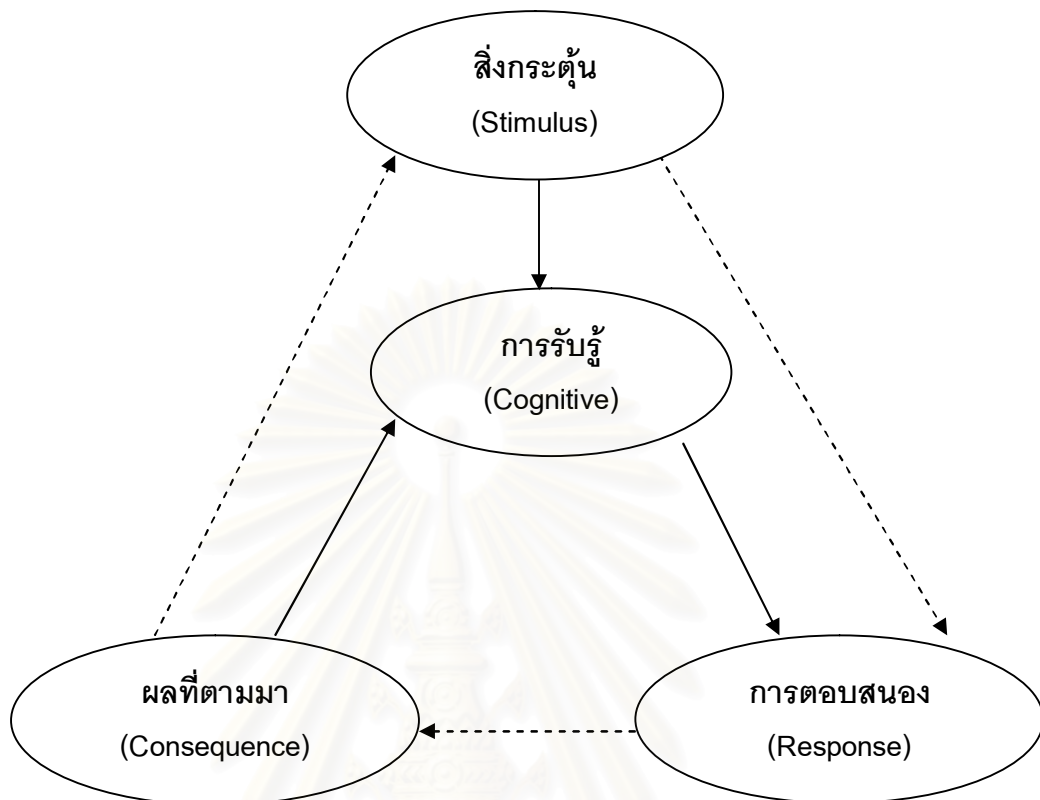 สิ่งกระตุ้น
(Stimulus)
การรับรู้
(Cognitive)
ผลที่ตามมา
(Consequence)
การตอบสนอง
(Response)